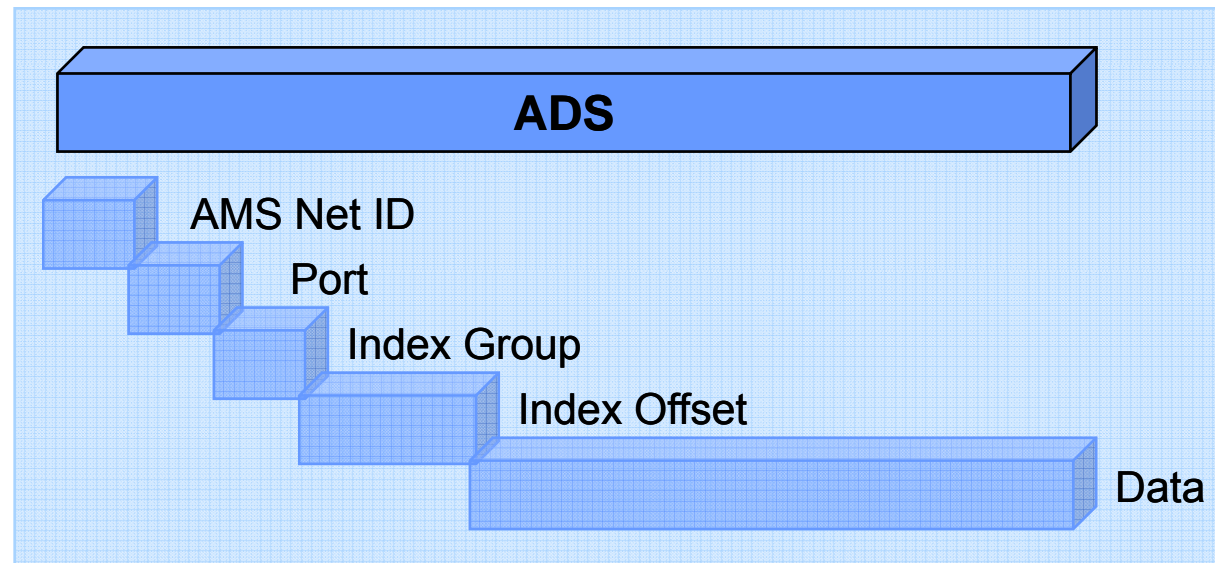 ADS
AMS Net ID
Port
Index Group
Index Offset
Data